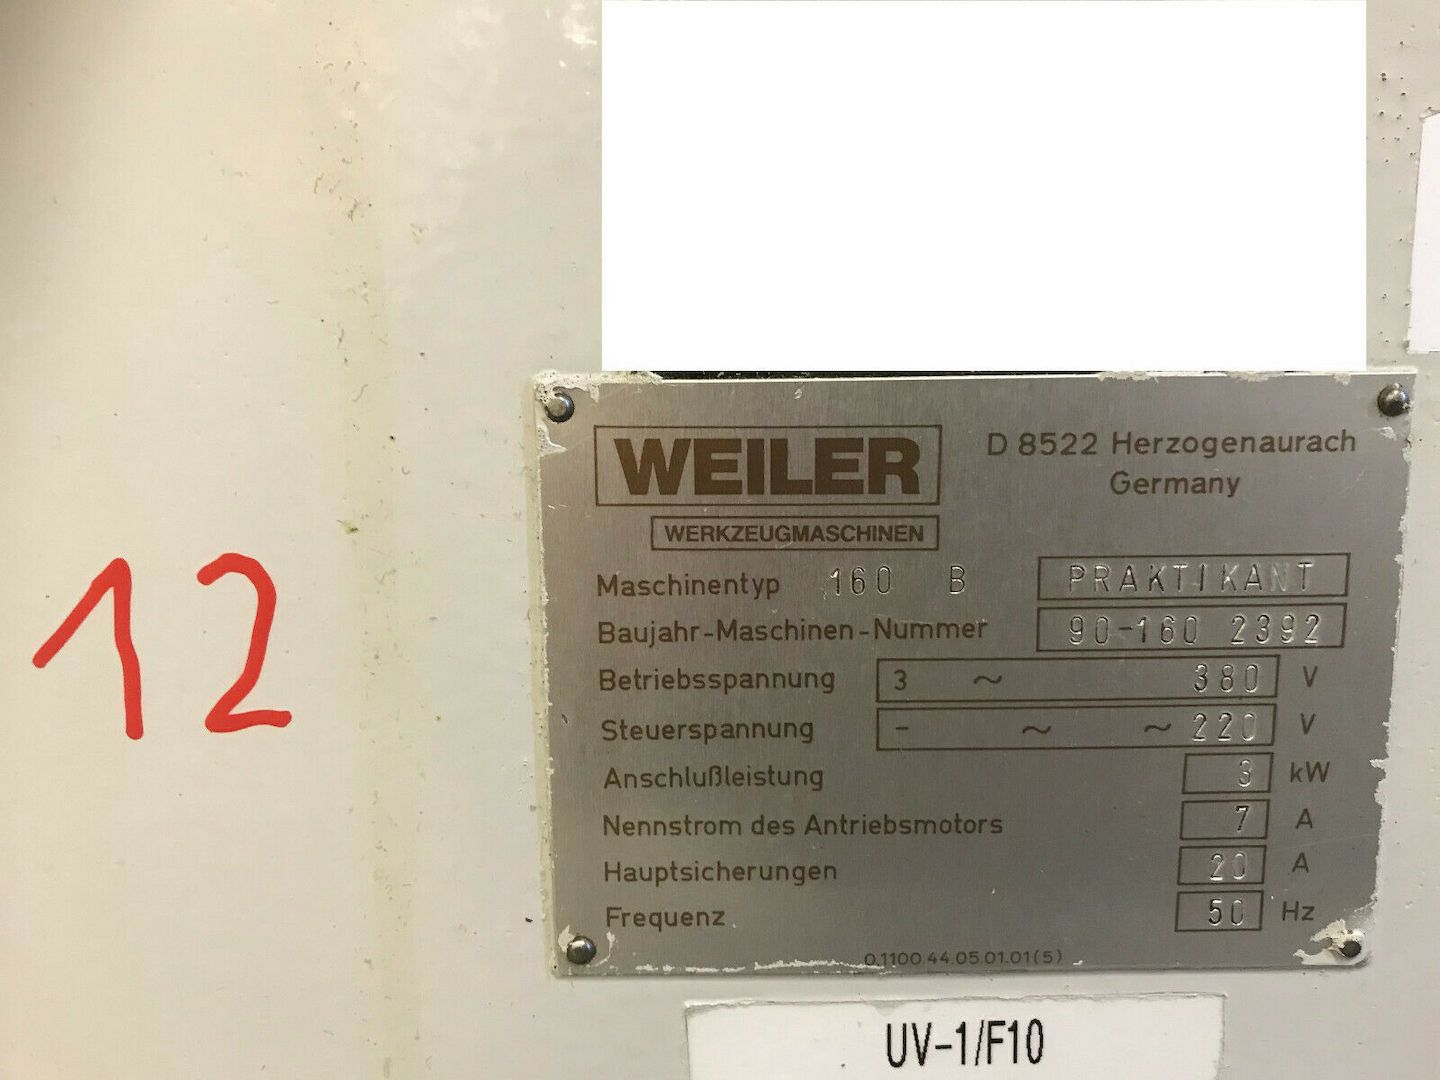 WEILER
WERKZEUGMASCHINEN
D 8522 Herzogenaurach
Germany
Maschinentyp 160 B PRAKTIKANT
Baujahr-Maschinen-Nummer 90-160 2392
Betriebsspannung 3 ~ 380 V
Steuerspannung - ~ ~ 220 V
Anschlußleistung 3 kW
Nennstrom des Antriebsmotors 7 A
Hauptsicherungen 20 A
Frequenz 50 Hz
0.1100.44.05.01.01(5)
12
UV-1/F10